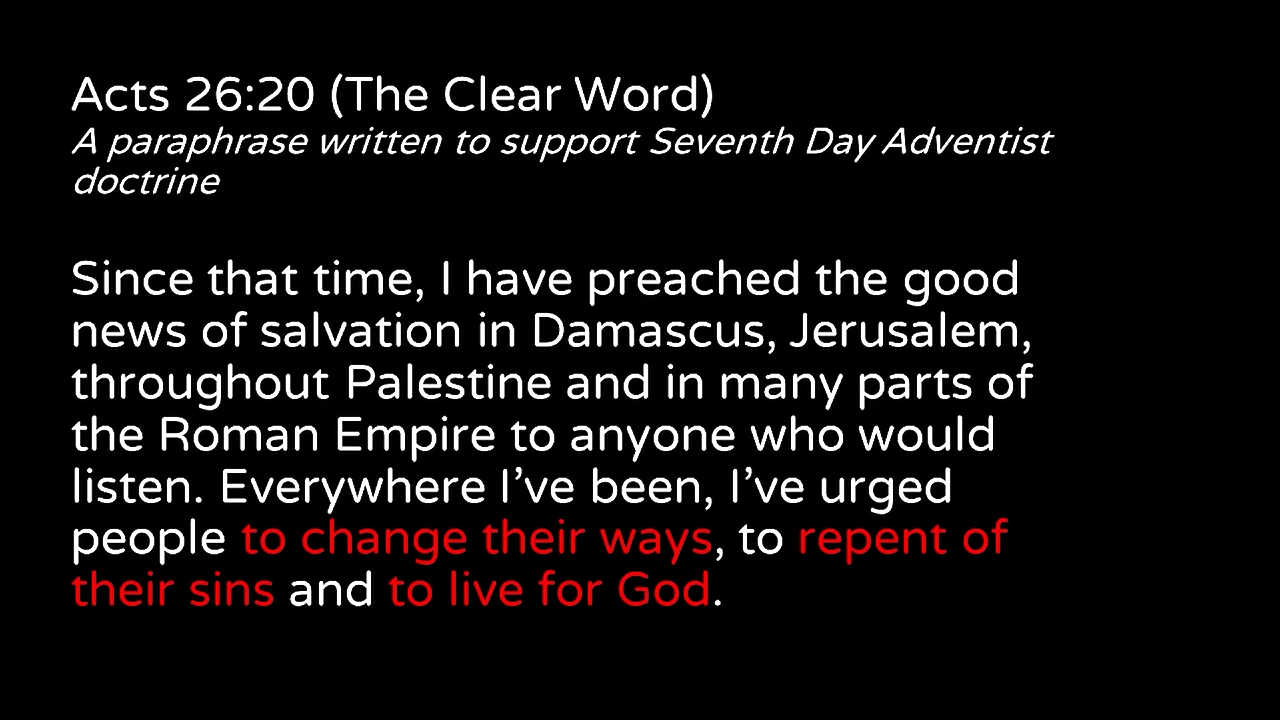 Acts 26:20 (The Clear Word)
A paraphrase written to support Seventh Day Adventist
doctrine
Since that time, I have preached the good
news of salvation in Damascus, Jerusalem,
throughout Palestine and in many parts of
the Roman Empire to anyone who would
listen. Everywhere I’ve been, I’ve urged
people to change their ways, to repent of
their sins and to live for God.